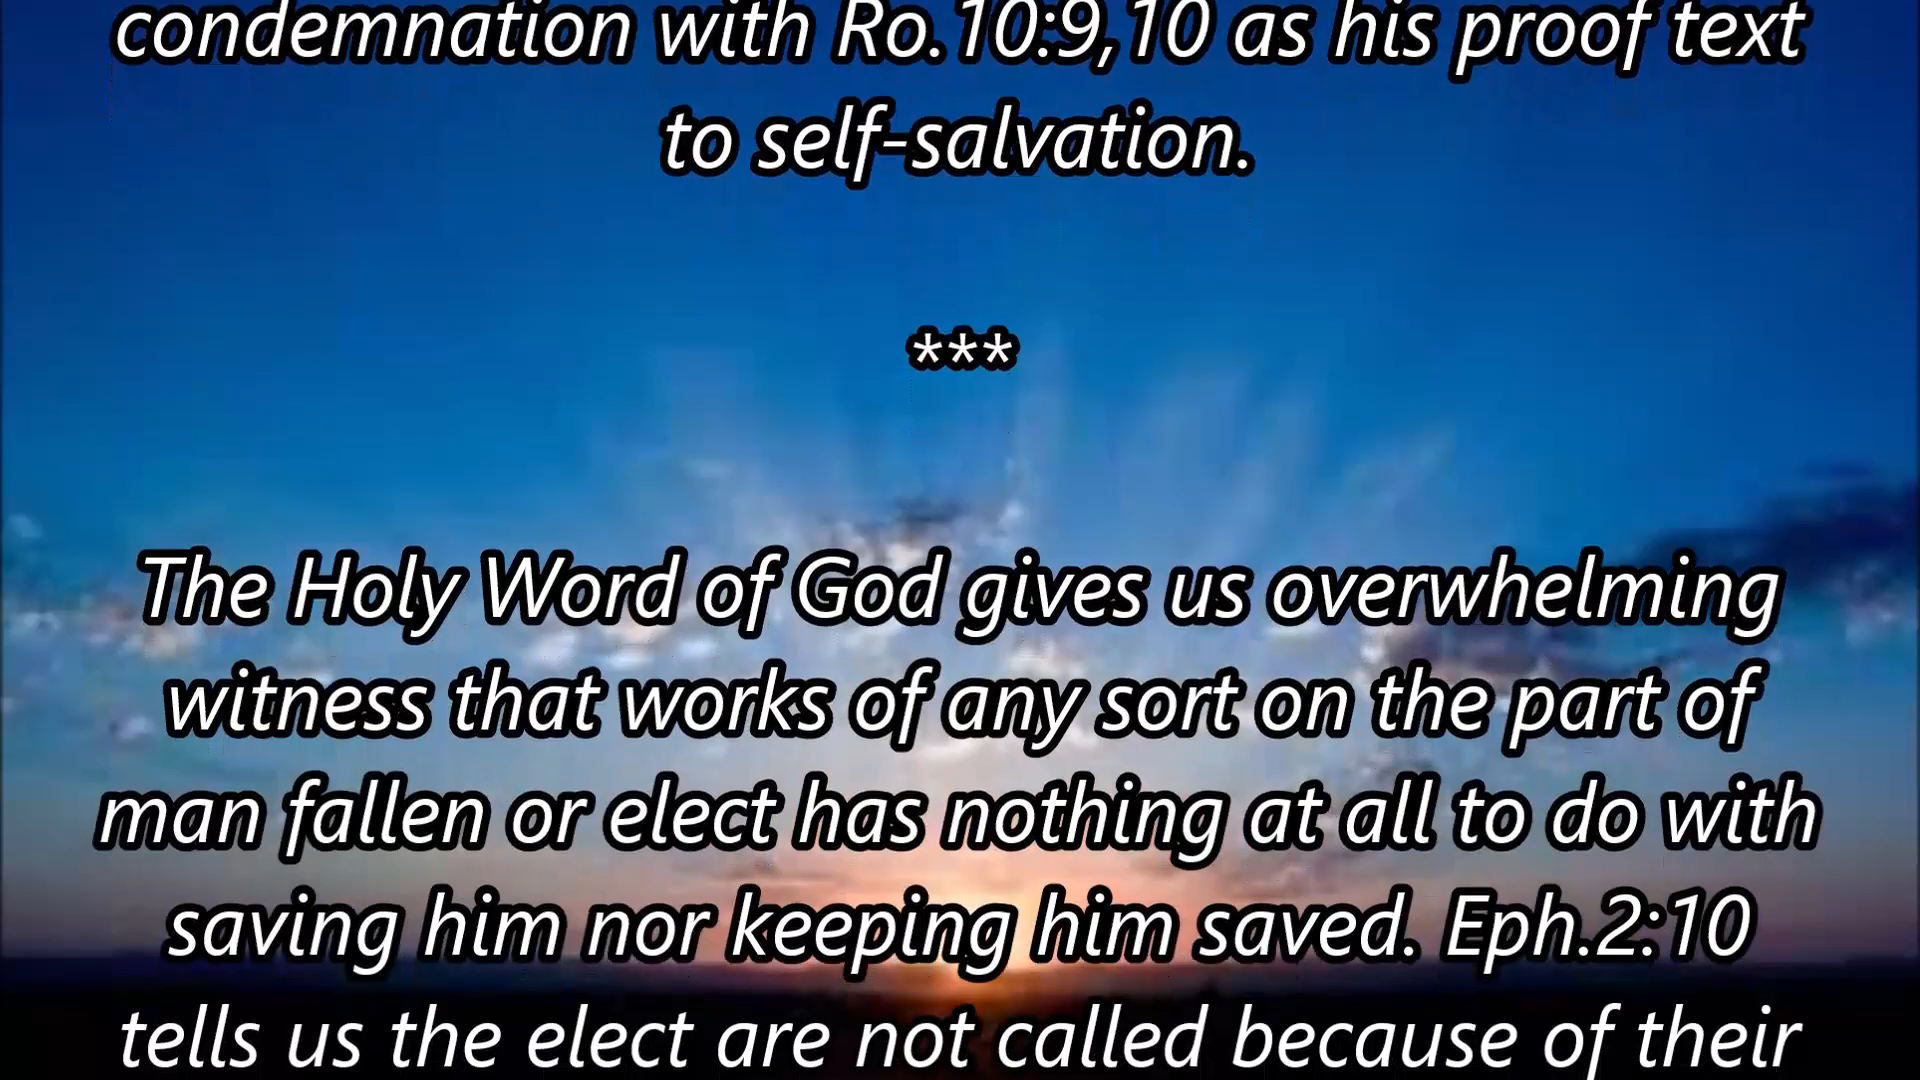 condemnation with Ro.10:9,10 as his proof text
to self-salvation.
***
The Holy Word of God gives us overwhelming
witness that works of any sort on the part of
man fallen or elect has nothing at all to do with
saving him nor keeping him saved. Eph.2:10
tells us the elect are not called because of their